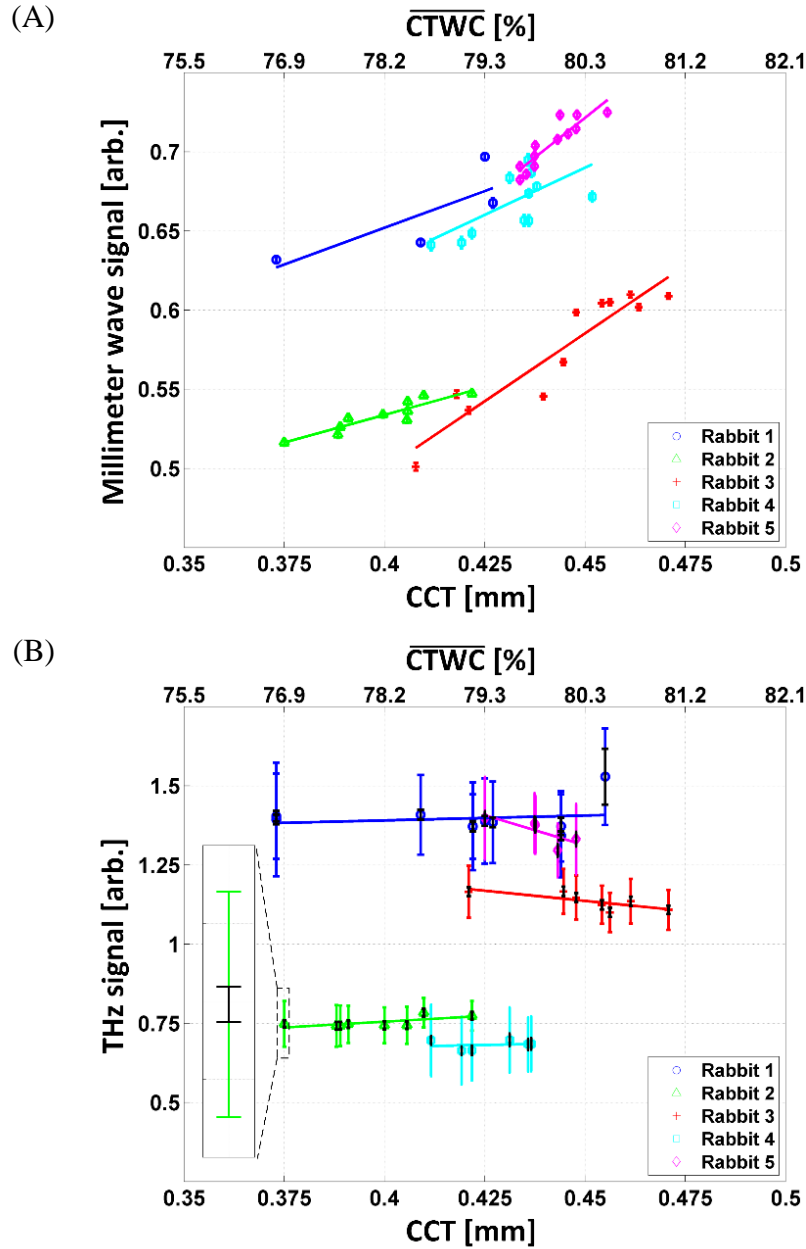 (A)
CTWC [%]
75.5 76.9 78.2 79.3 80.3 81.2 82.1
Millimeter wave signal [arb.]
0.7
0.65
0.6
0.55
0.5
Rabbit 1
Rabbit 2
Rabbit 3
Rabbit 4
Rabbit 5
0.35 0.375 0.4 0.425 0.445 0.475 0.5
CCT [mm]
(B)
CTWC [%]
75.5 76.9 78.2 79.3 80.3 81.2 82.1
THz signal [arb.]
1.5
1.25
1
0.75
0.5
Rabbit 1
Rabbit 2
Rabbit 3
Rabbit 4
Rabbit 5
0.35 0.375 0.4 0.425 0.445 0.475 0.5
CCT [mm]